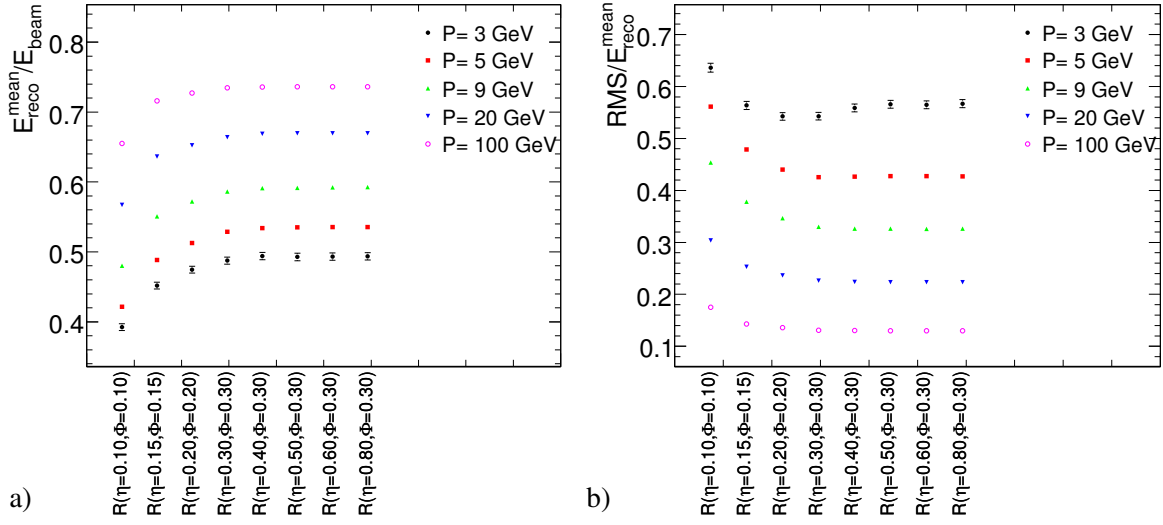 E_reco^mean/E_beam
0.8
0.7
0.6
0.5
0.4
P= 3 GeV
P= 5 GeV
P= 9 GeV
P= 20 GeV
P= 100 GeV
R(η=0.10,Φ=0.10)
R(η=0.15,Φ=0.15)
R(η=0.20,Φ=0.20)
R(η=0.30,Φ=0.30)
R(η=0.40,Φ=0.30)
R(η=0.50,Φ=0.30)
R(η=0.60,Φ=0.30)
R(η=0.80,Φ=0.30)
a)
RMS/E_reco^mean
0.7
0.6
0.5
0.4
0.3
0.2
0.1
P= 3 GeV
P= 5 GeV
P= 9 GeV
P= 20 GeV
P= 100 GeV
R(η=0.10,Φ=0.10)
R(η=0.15,Φ=0.15)
R(η=0.20,Φ=0.20)
R(η=0.30,Φ=0.30)
R(η=0.40,Φ=0.30)
R(η=0.50,Φ=0.30)
R(η=0.60,Φ=0.30)
R(η=0.80,Φ=0.30)
b)